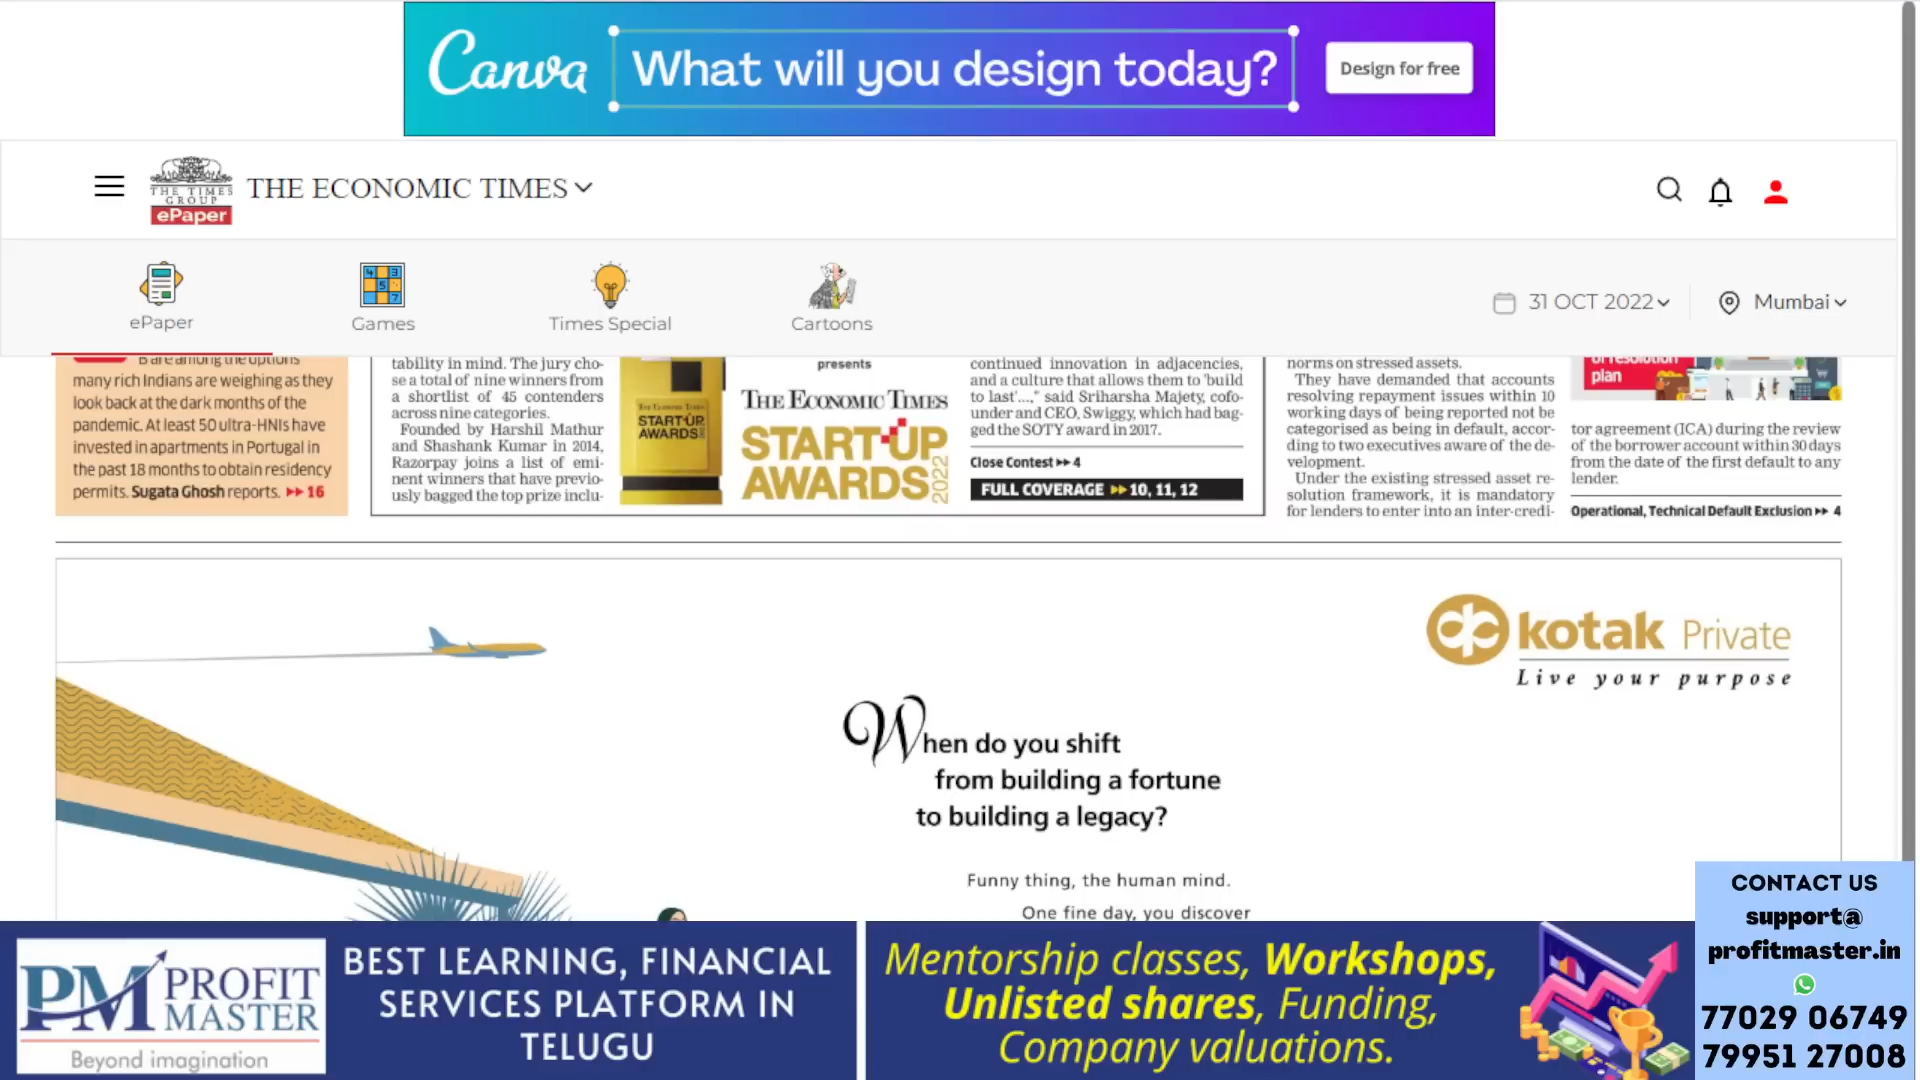 Canva
What will you design today?
Design for free
THE TIMES
GROUP
ePaper
THE ECONOMIC TIMES
4 3
5
7
ePaper
Games
Times Special
Cartoons
31 OCT 2022
Mumbai
B are among the options
many rich Indians are weighing as they
look back at the dark months of the
pandemic. At least 50 ultra-HNIs have
invested in apartments in Portugal in
the past 18 months to obtain residency
permits. Sugata Ghosh reports. ▸▸ 16
tability in mind. The jury cho-
se a total of nine winners from
a shortlist of 45 contenders
across nine categories.
Founded by Harshil Mathur
and Shashank Kumar in 2014,
Razorpay joins a list of emi-
nent winners that have previo-
usly bagged the top prize inclu-
The Economic Times
START-UP
AWARDS
presents
THE ECONOMIC TIMES
STARTUP
AWARDS
2022
continued innovation in adjacencies,
and a culture that allows them to 'build
to last'...," said Sriharsha Majety, cofo-
under and CEO, Swiggy, which had bag-
ged the SOTY award in 2017.
Close Contest ▸▸ 4
FULL COVERAGE ▸▸ 10, 11, 12
norms on stressed assets.
They have demanded that accounts
resolving repayment issues within 10
working days of being reported not be
categorised as being in default, accor-
ding to two executives aware of the de-
velopment.
Under the existing stressed asset re-
solution framework, it is mandatory
for lenders to enter into an inter-credi-
of resolution
plan
tor agreement (ICA) during the review
of the borrower account within 30 days
from the date of the first default to any
lender.
Operational, Technical Default Exclusion ▸▸ 4
kotak Private
Live your purpose
When do you shift
from building a fortune
to building a legacy?
Funny thing, the human mind.
One fine day, you discover
PM PROFIT
MASTER
Beyond imagination
BEST LEARNING, FINANCIAL
SERVICES PLATFORM IN
TELUGU
Mentorship classes, Workshops,
Unlisted shares, Funding,
Company valuations.
CONTACT US
support@
profitmaster.in
77029 06749
79951 27008